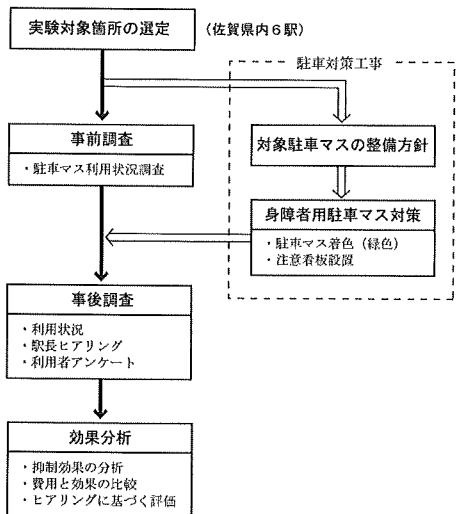 実験対象箇所の選定
(佐賀県内6駅)
駐車対策工事
事前調査
・駐車マス利用状況調査
対象駐車マスの整備方針
身障者用駐車マス対策
・駐車マス着色(緑色)
・注意看板設置
事後調査
・利用状況
・駅長ヒアリング
・利用者アンケート
効果分析
・抑制効果の分析
・費用と効果の比較
・ヒアリングに基づく評価